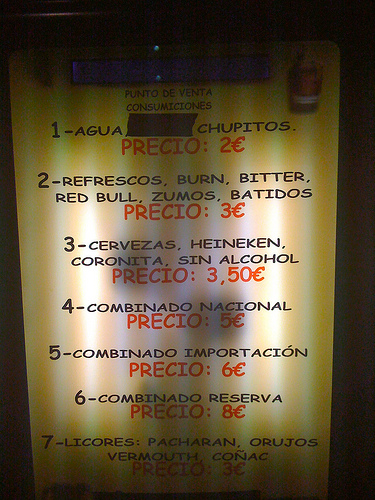 PUNTO DE VENTA
CONSUMICIONES
1-AGUA CHUPITOS.
PRECIO: 2€
2-REFRESCOS, BURN, BITTER,
RED BULL, ZUMOS, BATIDOS
PRECIO: 3€
3-CERVEZAS, HEINEKEN,
CORONITA, SIN ALCOHOL
PRECIO: 3,50€
4-COMBINADO NACIONAL
PRECIO: 5€
5-COMBINADO IMPORTACIÓN
PRECIO: 6€
6-COMBINADO RESERVA
PRECIO: 8€
7-LICORES: PACHARAN, ORUJOS
VERMOUTH, COÑAC
PRECIO: 3€